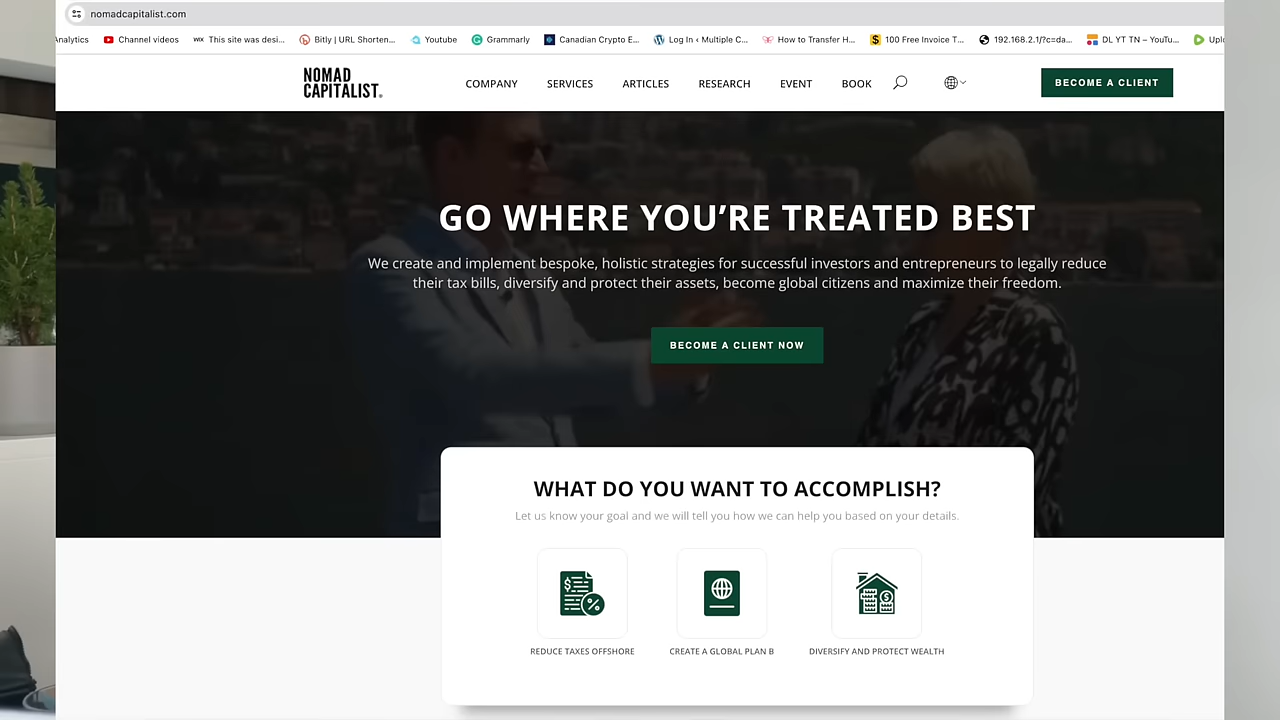 nomadcapitalist.com
Analytics Channel videos WIX This site was desi... Bitly | URL Shorten... Youtube Grammarly Canadian Crypto E... Log In ‹ Multiple C... How to Transfer H... $ 100 Free Invoice T... 192.168.2.1/?c=da... DL YT TN – YouTu... Uplo
NOMAD
CAPITALIST®
COMPANY SERVICES ARTICLES RESEARCH EVENT BOOK BECOME A CLIENT
GO WHERE YOU’RE TREATED BEST
We create and implement bespoke, holistic strategies for successful investors and entrepreneurs to legally reduce
their tax bills, diversify and protect their assets, become global citizens and maximize their freedom.
BECOME A CLIENT NOW
WHAT DO YOU WANT TO ACCOMPLISH?
Let us know your goal and we will tell you how we can help you based on your details.
REDUCE TAXES OFFSHORE CREATE A GLOBAL PLAN B DIVERSIFY AND PROTECT WEALTH